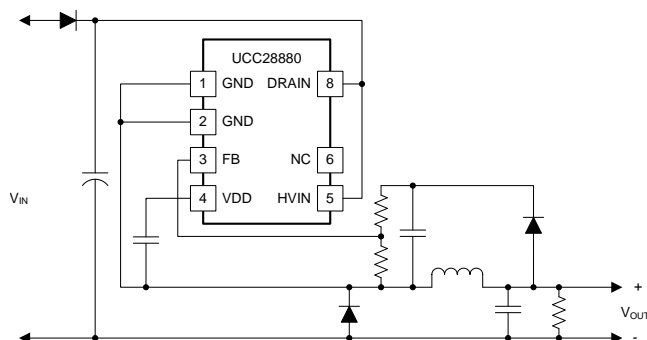 UCC28880
1 GND DRAIN 8
2 GND
3 FB NC 6
4 VDD HVIN 5
VIN
+
VOUT
-